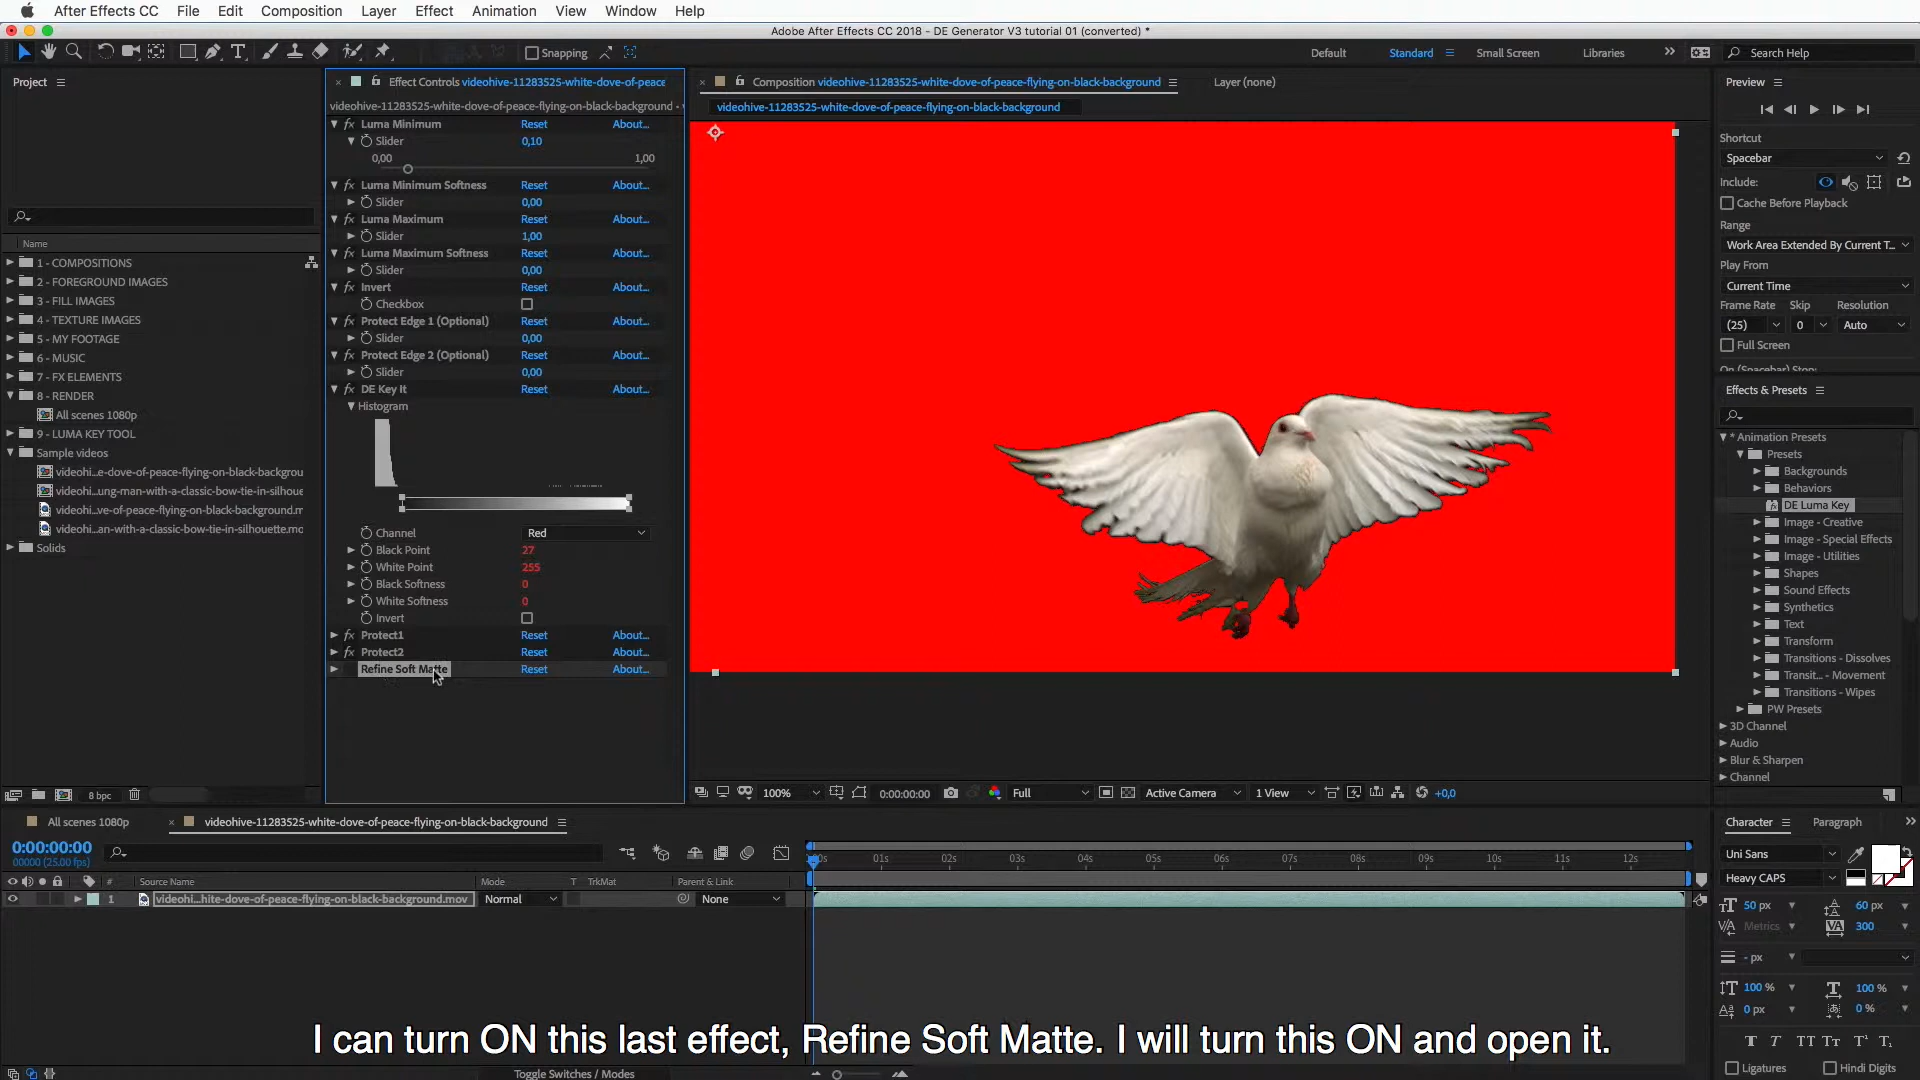 After Effects CC File Edit Composition Layer Effect Animation View Window Help
Adobe After Effects CC 2018 - DE Generator V3 tutorial 01 (converted) *
Snapping
Default Standard Small Screen Libraries Search Help
Project
Name
1 - COMPOSITIONS
2 - FOREGROUND IMAGES
3 - FILL IMAGES
4 - TEXTURE IMAGES
5 - MY FOOTAGE
6 - MUSIC
7 - FX ELEMENTS
8 - RENDER
All scenes 1080p
9 - LUMA KEY TOOL
Sample videos
videohi...e-dove-of-peace-flying-on-black-backgrou
videohi...ung-man-with-a-classic-bow-tie-in-silhoue
videohi...ve-of-peace-flying-on-black-background.m
videohi...an-with-a-classic-bow-tie-in-silhouette.mo
Solids
8 bpc
Effect Controls videohive-11283525-white-dove-of-peace
videohive-11283525-white-dove-of-peace-flying-on-black-background •
Luma Minimum Reset About...
Slider 0,10
0,00 1,00
Luma Minimum Softness Reset About...
Slider 0,00
Luma Maximum Reset About...
Slider 1,00
Luma Maximum Softness Reset About...
Slider 0,00
Invert Reset About...
Checkbox
Protect Edge 1 (Optional) Reset About...
Slider 0,00
Protect Edge 2 (Optional) Reset About...
Slider 0,00
DE Key It Reset About...
Histogram
Channel Red
Black Point 27
White Point 255
Black Softness 0
White Softness 0
Invert
Protect1 Reset About...
Protect2 Reset About...
Refine Soft Matte Reset About...
Composition videohive-11283525-white-dove-of-peace-flying-on-black-background
Layer (none)
videohive-11283525-white-dove-of-peace-flying-on-black-background
100% 0:00:00:00 Full Active Camera 1 View +0,0
Preview
Shortcut
Spacebar
Include:
Cache Before Playback
Range
Work Area Extended By Current T...
Play From
Current Time
Frame Rate Skip Resolution
(25) 0 Auto
Full Screen
On (Spacebar) Stop:
Effects & Presets
* Animation Presets
Presets
Backgrounds
Behaviors
DE Luma Key
Image - Creative
Image - Special Effects
Image - Utilities
Shapes
Sound Effects
Synthetics
Text
Transform
Transitions - Dissolves
Transit... - Movement
Transitions - Wipes
PW Presets
3D Channel
Audio
Blur & Sharpen
Channel
All scenes 1080p
videohive-11283525-white-dove-of-peace-flying-on-black-background
0:00:00:00
00000 (25.00 fps)
# Source Name Mode T TrkMat Parent & Link
1 videohi...hite-dove-of-peace-flying-on-black-background.mov Normal None
01s 02s 03s 04s 05s 06s 07s 08s 09s 10s 11s 12s
Toggle Switches / Modes
Character Paragraph
Uni Sans
Heavy CAPS
50 px 60 px
Metrics 300
- px
100 % 100 %
0 px 0 %
Ligatures Hindi Digits
I can turn ON this last effect, Refine Soft Matte. I will turn this ON and open it.